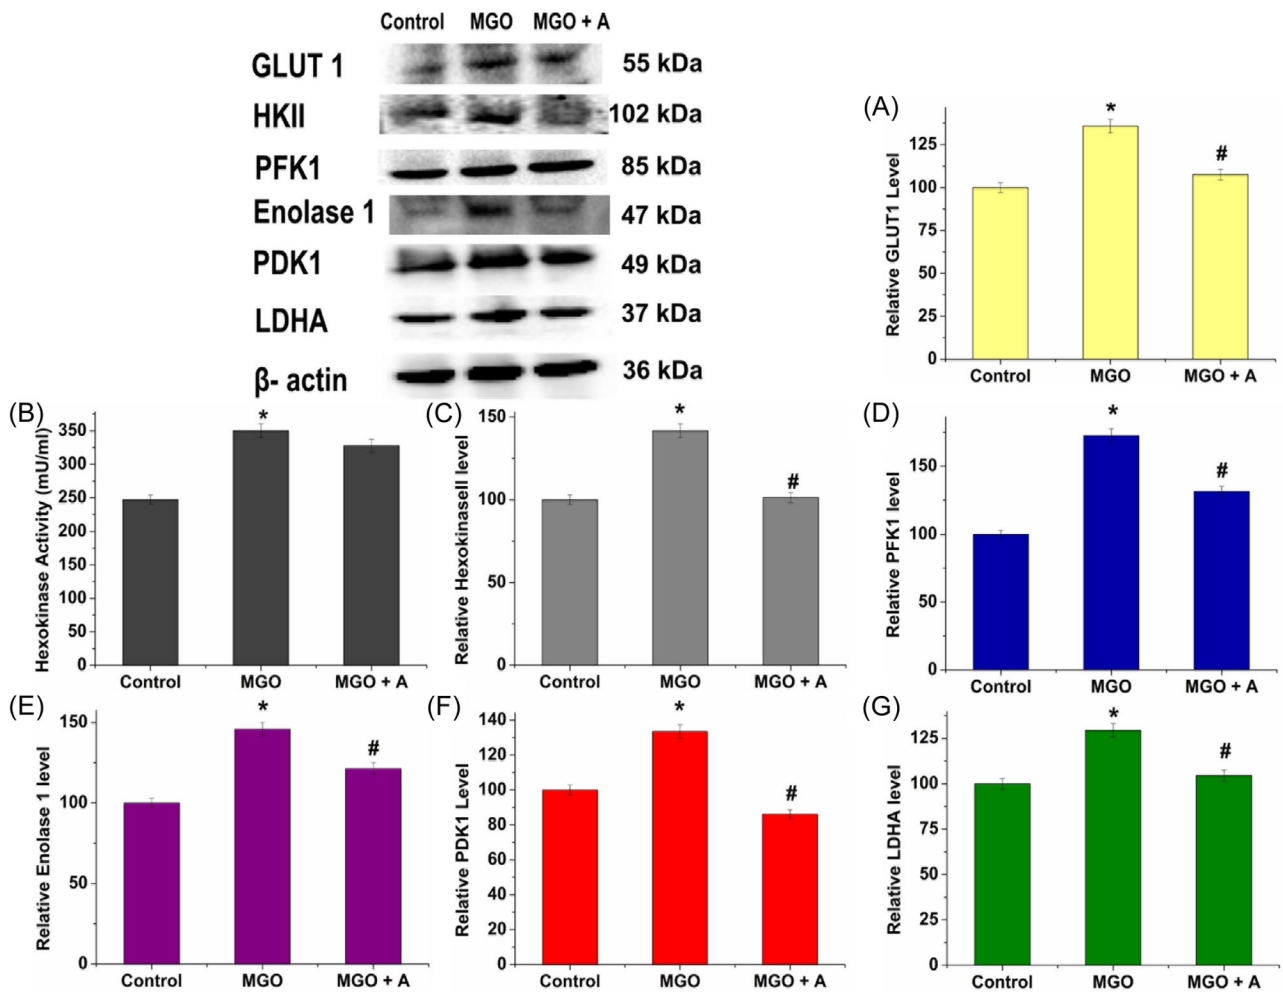 Control MGO MGO + A
GLUT 1 55 kDa
HKII 102 kDa
PFK1 85 kDa
Enolase 1 47 kDa
PDK1 49 kDa
LDHA 37 kDa
β- actin 36 kDa
(A)
Relative GLUT1 Level
125
100
75
50
25
0
*
#
Control MGO MGO + A
(B)
Hexokinase Activity (mU/ml)
350
300
250
200
150
100
50
0
*
Control MGO MGO + A
(C)
Relative HexokinaseII level
150
100
50
0
*
#
Control MGO MGO + A
(D)
Relative PFK1 level
150
100
50
0
*
#
Control MGO MGO + A
(E)
Relative Enolase 1 level
150
100
50
0
*
#
Control MGO MGO + A
(F)
Relative PDK1 Level
140
120
100
80
60
40
20
0
*
#
Control MGO MGO + A
(G)
Relative LDHA level
125
100
75
50
25
0
*
#
Control MGO MGO + A